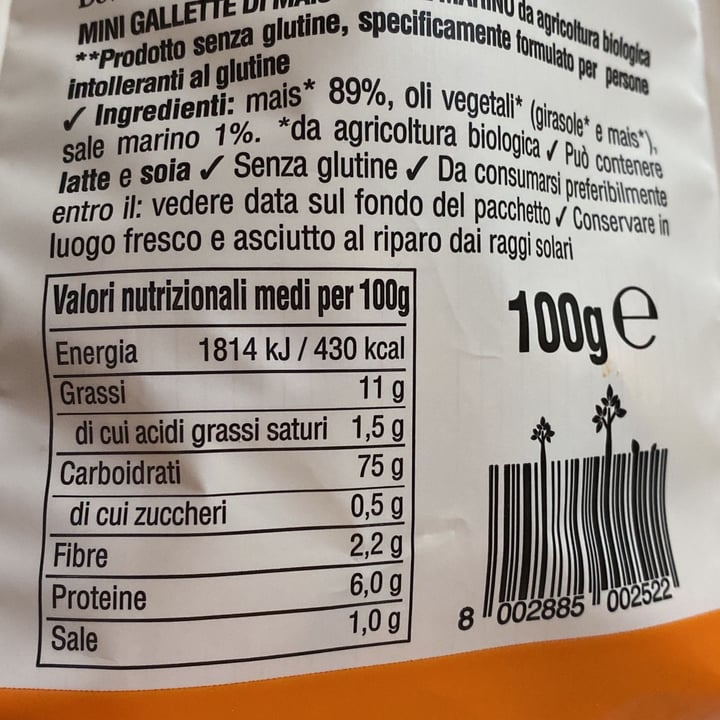 MINI GALLETTE DI
da agricoltura biologica
**Prodotto senza glutine, specificamente formulato per persone
intolleranti al glutine
✓ Ingredienti: mais* 89%, oli vegetali* (girasole* e mais*),
sale marino 1%. *da agricoltura biologica ✓ Può contenere
latte e soia ✓ Senza glutine ✓ Da consumarsi preferibilmente
entro il: vedere data sul fondo del pacchetto ✓ Conservare in
luogo fresco e asciutto al riparo dai raggi solari
Valori nutrizionali medi per 100g
Energia 1814 kJ / 430 kcal
Grassi 11 g
di cui acidi grassi saturi 1,5 g
Carboidrati 75 g
di cui zuccheri 0,5 g
Fibre 2,2 g
Proteine 6,0 g
Sale 1,0 g
100g e
8 002885 002522